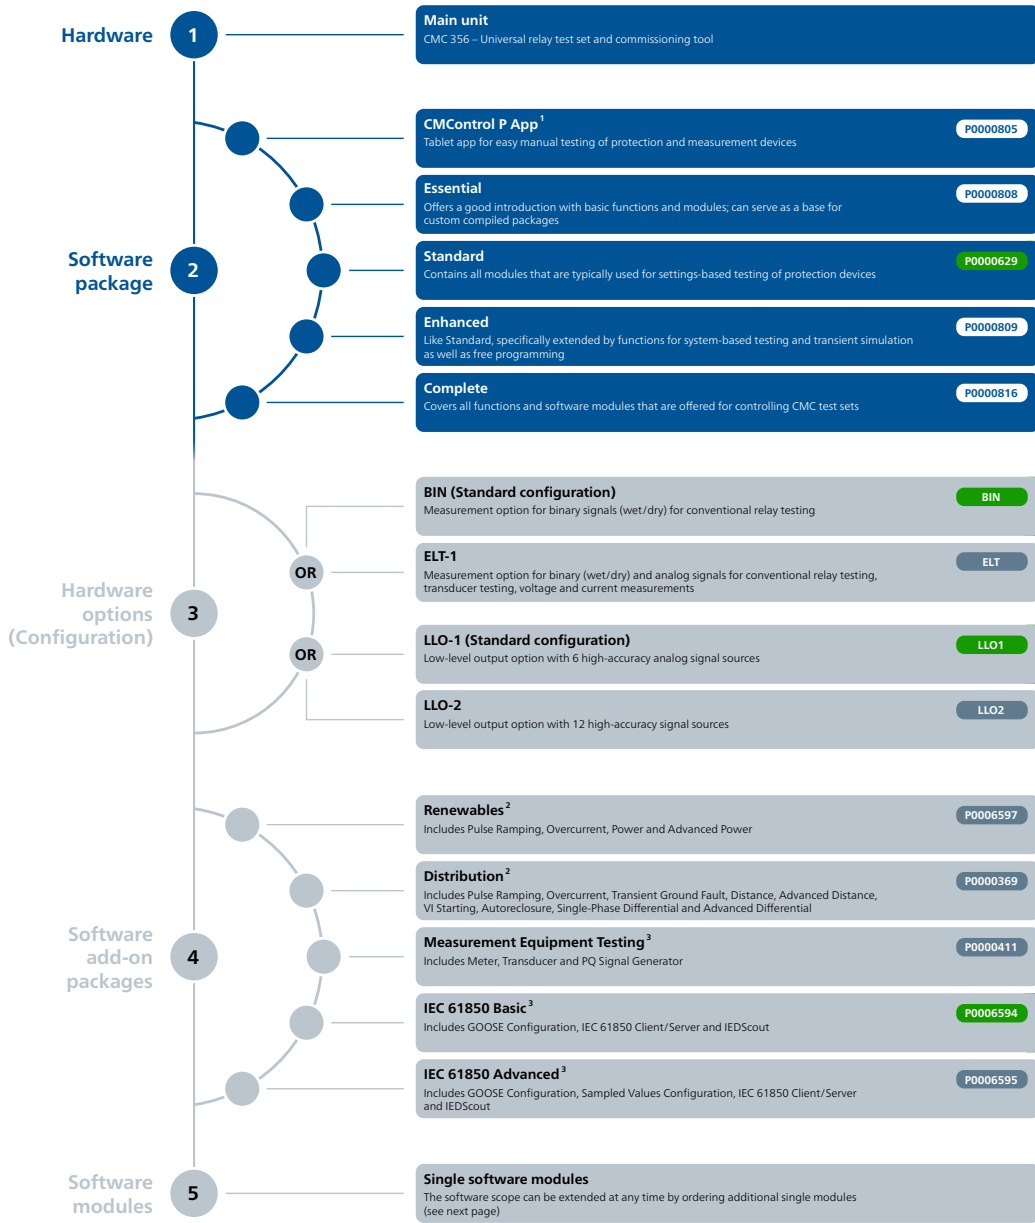 Hardware
1
Main unit
CMC 356 – Universal relay test set and commissioning tool
CMControl P App1
P0000805
Tablet app for easy manual testing of protection and measurement devices
Essential
P0000808
Offers a good introduction with basic functions and modules; can serve as a base for
custom compiled packages
Software
package
2
Standard
P0000629
Contains all modules that are typically used for settings-based testing of protection devices
Enhanced
P0000809
Like Standard, specifically extended by functions for system-based testing and transient simulation
as well as free programming
Complete
P0000816
Covers all functions and software modules that are offered for controlling CMC test sets
Hardware
options
(Configuration)
3
BIN (Standard configuration)
BIN
Measurement option for binary signals (wet/dry) for conventional relay testing
OR
ELT-1
ELT
Measurement option for binary (wet/dry) and analog signals for conventional relay testing,
transducer testing, voltage and current measurements
OR
LLO-1 (Standard configuration)
LLO1
Low-level output option with 6 high-accuracy analog signal sources
LLO-2
LLO2
Low-level output option with 12 high-accuracy signal sources
Software
add-on
packages
4
Renewables2
P0006597
Includes Pulse Ramping, Overcurrent, Power and Advanced Power
Distribution2
P0000369
Includes Pulse Ramping, Overcurrent, Transient Ground Fault, Distance, Advanced Distance,
VI Starting, Autoreclosure, Single-Phase Differential and Advanced Differential
Measurement Equipment Testing3
P0000411
Includes Meter, Transducer and PQ Signal Generator
IEC 61850 Basic3
P0006594
Includes GOOSE Configuration, IEC 61850 Client/Server and IEDScout
IEC 61850 Advanced3
P0006595
Includes GOOSE Configuration, Sampled Values Configuration, IEC 61850 Client/Server
and IEDScout
Software
modules
5
Single software modules
The software scope can be extended at any time by ordering additional single modules
(see next page)